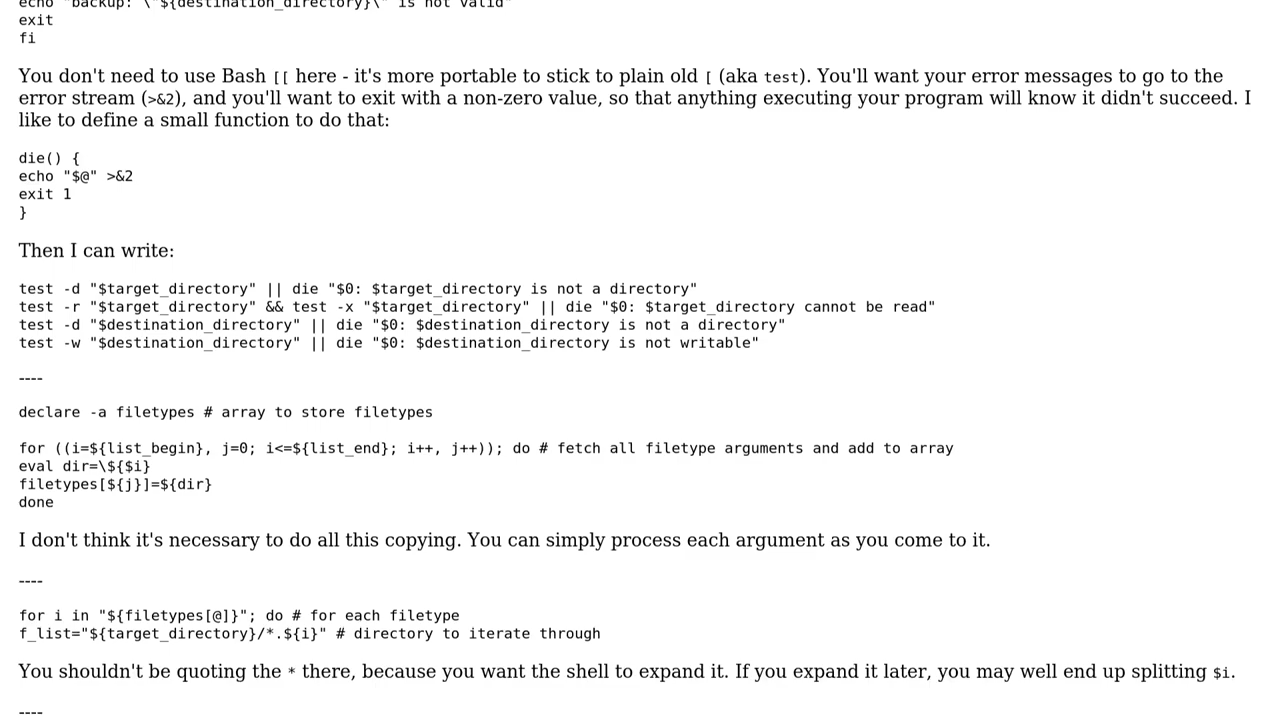 echo "backup: \"${destination_directory}\" is not valid"
exit
fi
You don't need to use Bash [[ here - it's more portable to stick to plain old [ (aka test). You'll want your error messages to go to the
error stream (>&2), and you'll want to exit with a non-zero value, so that anything executing your program will know it didn't succeed. I
like to define a small function to do that:
die() {
echo "$@" >&2
exit 1
}
Then I can write:
test -d "$target_directory" || die "$0: $target_directory is not a directory"
test -r "$target_directory" && test -x "$target_directory" || die "$0: $target_directory cannot be read"
test -d "$destination_directory" || die "$0: $destination_directory is not a directory"
test -w "$destination_directory" || die "$0: $destination_directory is not writable"
----
declare -a filetypes # array to store filetypes
for ((i=${list_begin}, j=0; i<=${list_end}; i++, j++)); do # fetch all filetype arguments and add to array
eval dir=\${$i}
filetypes[${j}]=${dir}
done
I don't think it's necessary to do all this copying. You can simply process each argument as you come to it.
----
for i in "${filetypes[@]}"; do # for each filetype
f_list="${target_directory}/*.${i}" # directory to iterate through
You shouldn't be quoting the * there, because you want the shell to expand it. If you expand it later, you may well end up splitting $i.
----